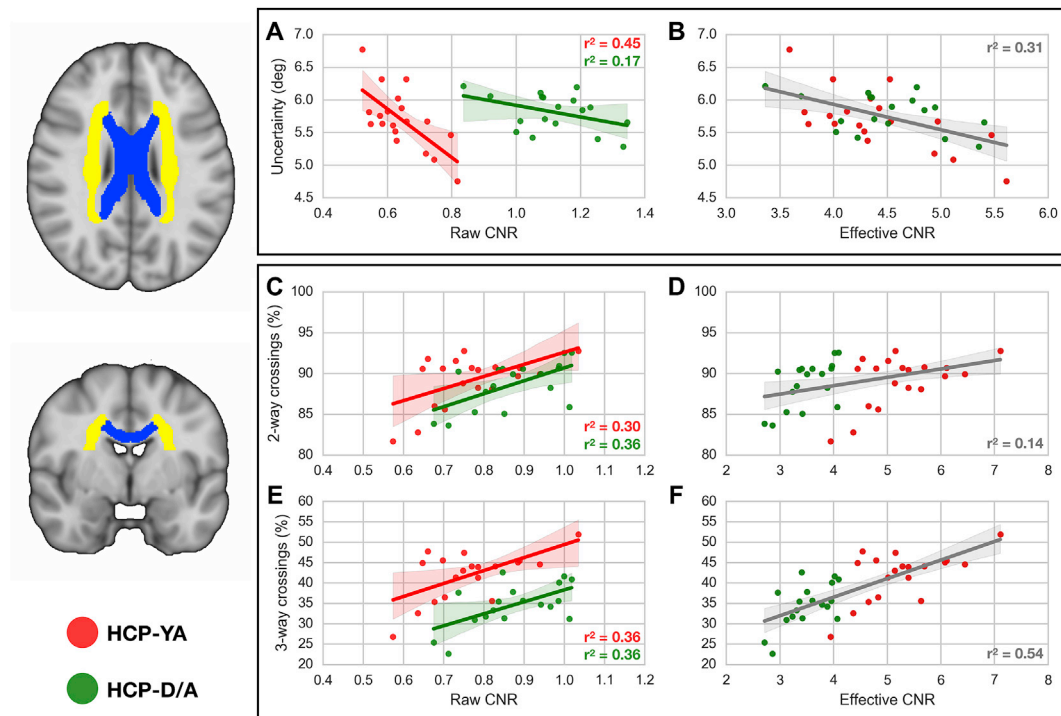 A
r² = 0.45
r² = 0.17
Uncertainty (deg)
7.0
6.5
6.0
5.5
5.0
4.5
0.4 0.6 0.8 1.0 1.2 1.4
Raw CNR
B
r² = 0.31
7.0
6.5
6.0
5.5
5.0
4.5
3.0 3.5 4.0 4.5 5.0 5.5 6.0
Effective CNR
C
2-way crossings (%)
100
95
90
85
80
r² = 0.30
r² = 0.36
0.4 0.5 0.6 0.7 0.8 0.9 1.0 1.1 1.2
D
100
95
90
85
80
r² = 0.14
2 3 4 5 6 7 8
E
3-way crossings (%)
60
55
50
45
40
35
30
25
20
r² = 0.36
r² = 0.36
0.4 0.5 0.6 0.7 0.8 0.9 1.0 1.1 1.2
Raw CNR
F
60
55
50
45
40
35
30
25
20
r² = 0.54
2 3 4 5 6 7 8
Effective CNR
HCP-YA
HCP-D/A